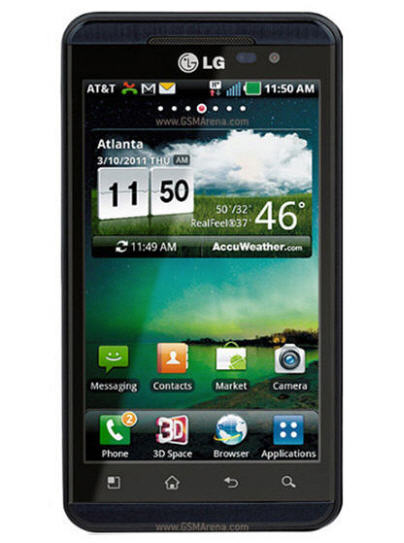 LG
AT&T 11:50 AM
www.GSMArena.com
Atlanta
3/10/2011 THU AM
11 50
50°/32°
RealFeel®37°
46°
11:49 AM AccuWeather.com
Messaging Contacts Market Camera
2
3D
Phone 3D Space Browser Applications
www.GSMArena.com